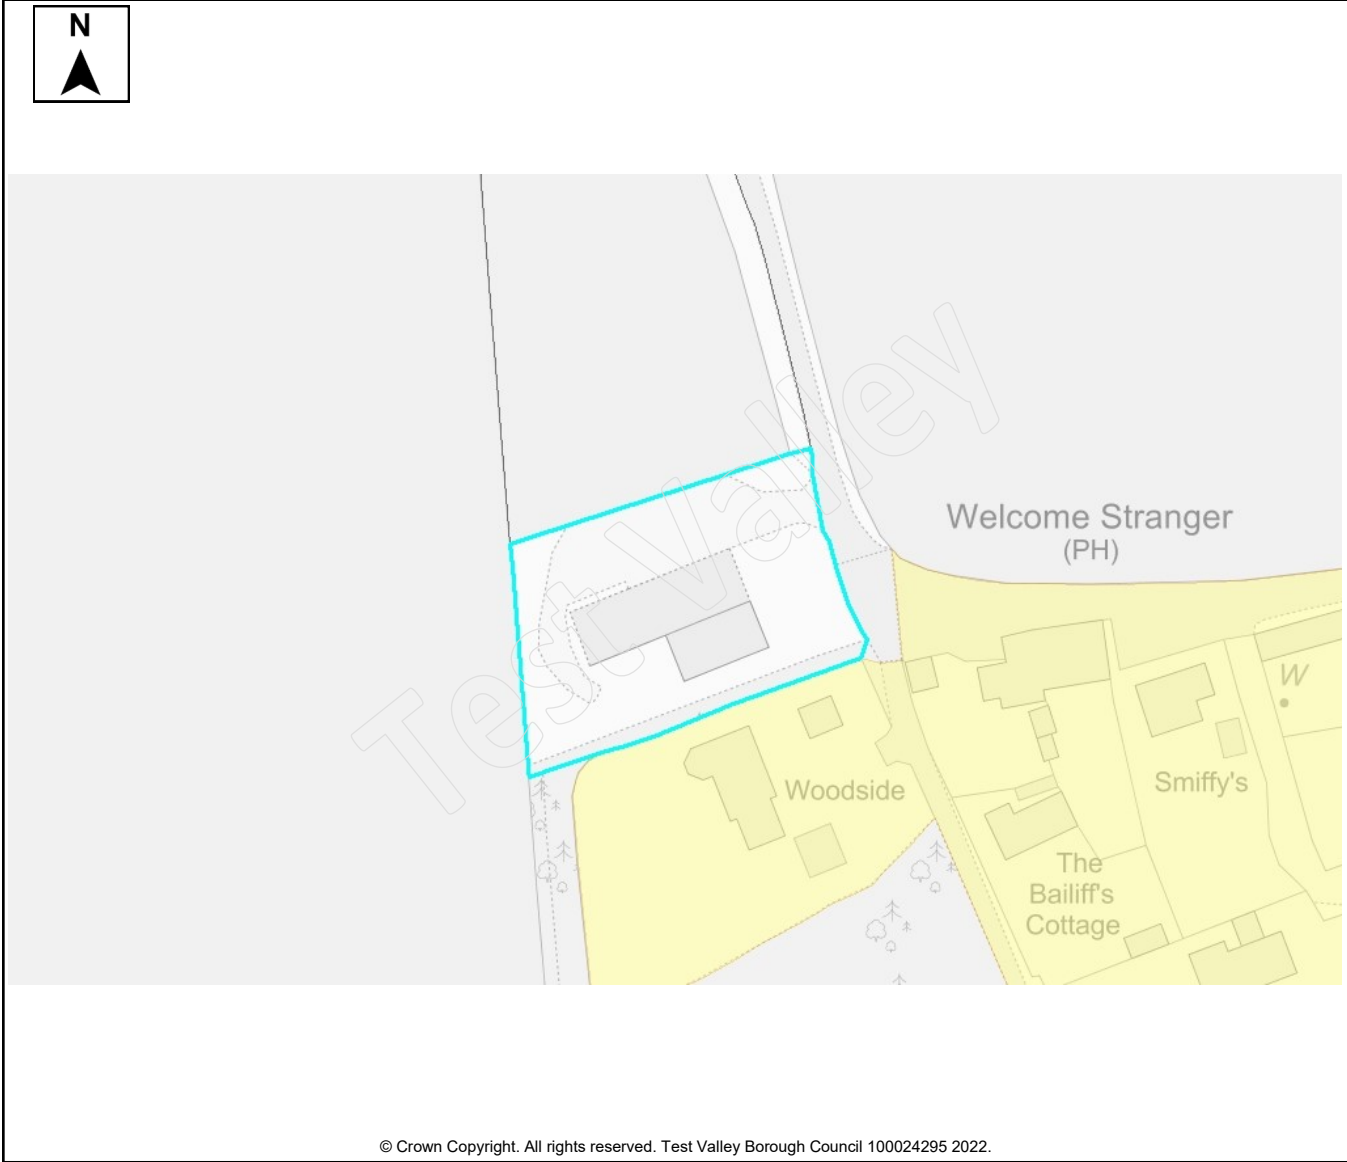 N
Test Valley
Welcome Stranger
(PH)
W
Smiffy's
Woodside
The
Bailiff's
Cottage
© Crown Copyright. All rights reserved. Test Valley Borough Council 100024295 2022.